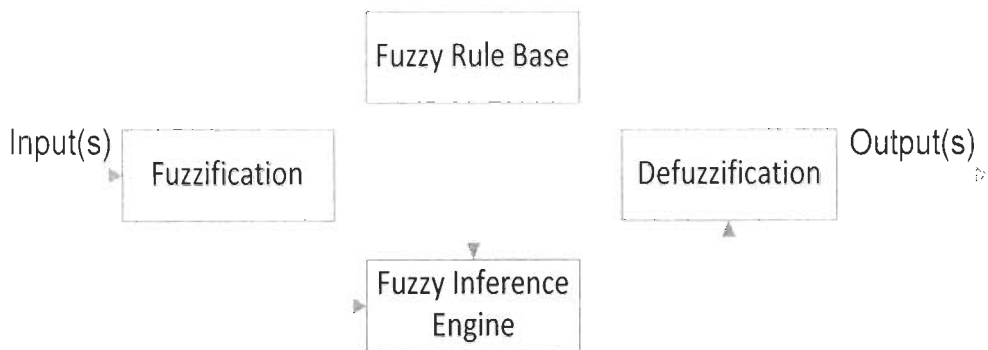 Fuzzy Rule Base
Input(s)
Fuzzification
Defuzzification
Output(s)
Fuzzy Inference
Engine